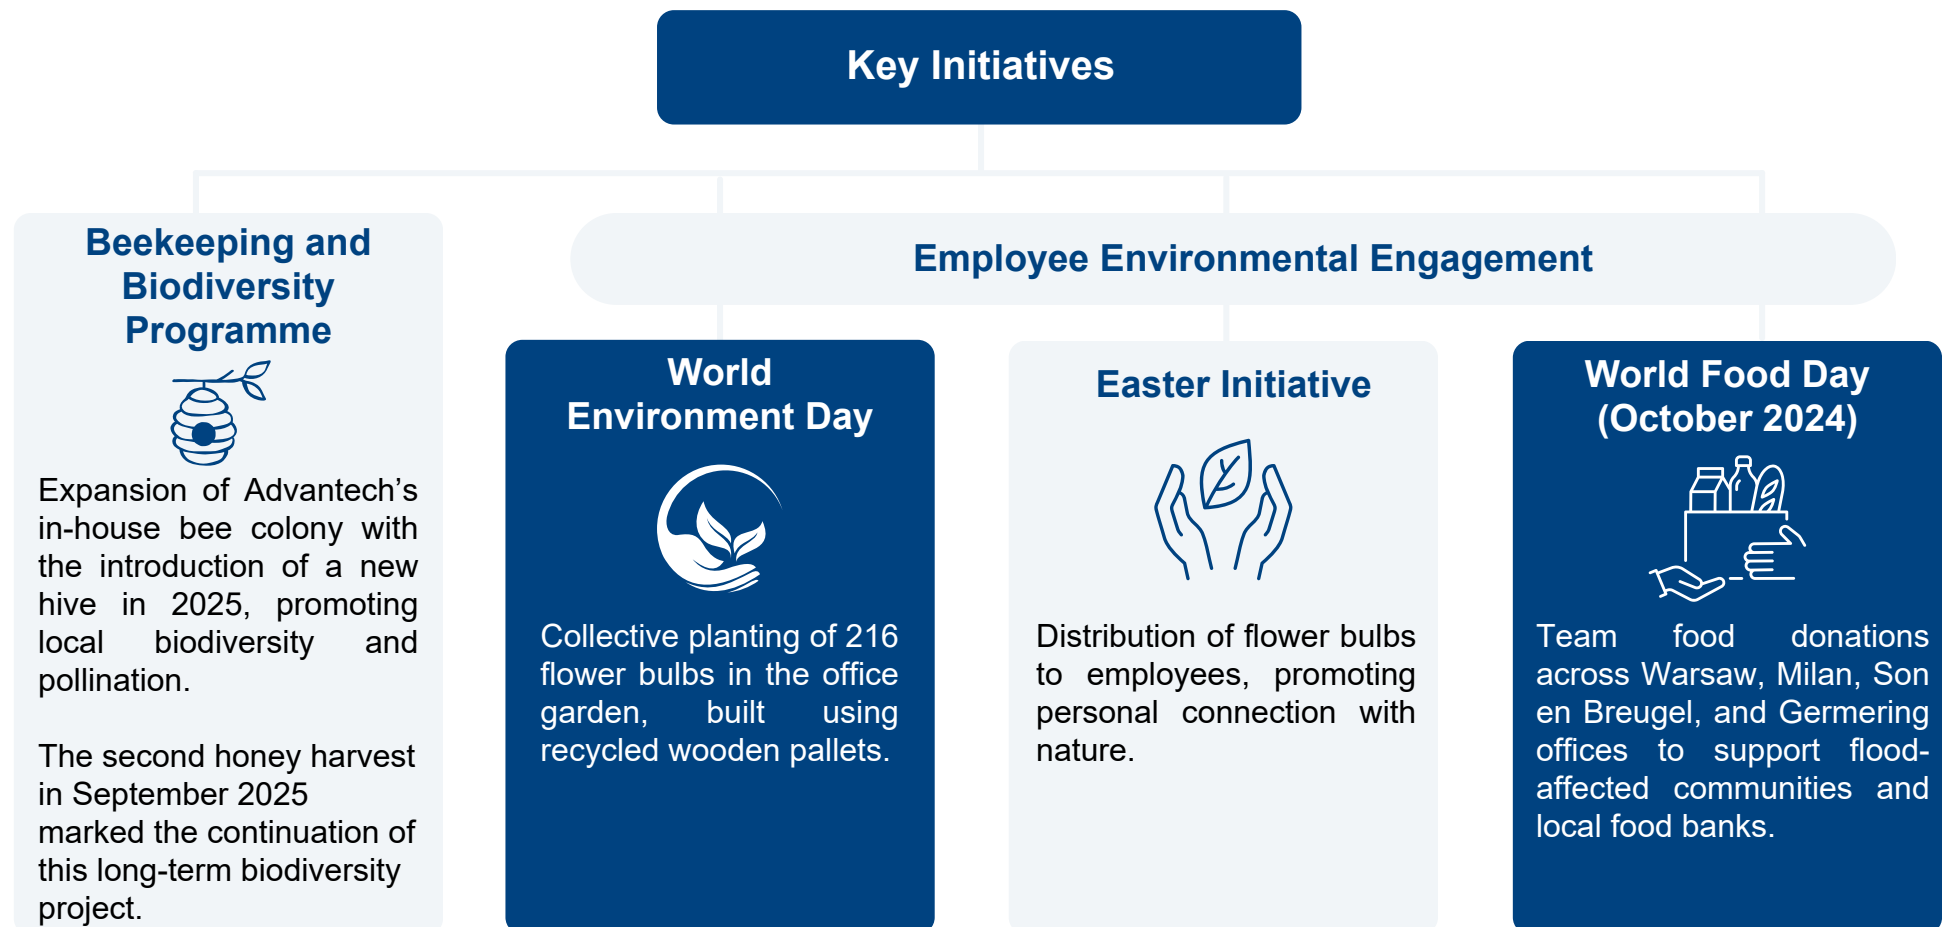 Key Initiatives
Beekeeping and
Biodiversity
Programme
Expansion of Advantech’s
in-house bee colony with
the introduction of a new
hive in 2025, promoting
local biodiversity and
pollination.
The second honey harvest
in September 2025
marked the continuation of
this long-term biodiversity
project.
Employee Environmental Engagement
World
Environment Day
Collective planting of 216
flower bulbs in the office
garden, built using
recycled wooden pallets.
Easter Initiative
Distribution of flower bulbs
to employees, promoting
personal connection with
nature.
World Food Day
(October 2024)
Team food donations
across Warsaw, Milan, Son
en Breugel, and Germering
offices to support flood-
affected communities and
local food banks.